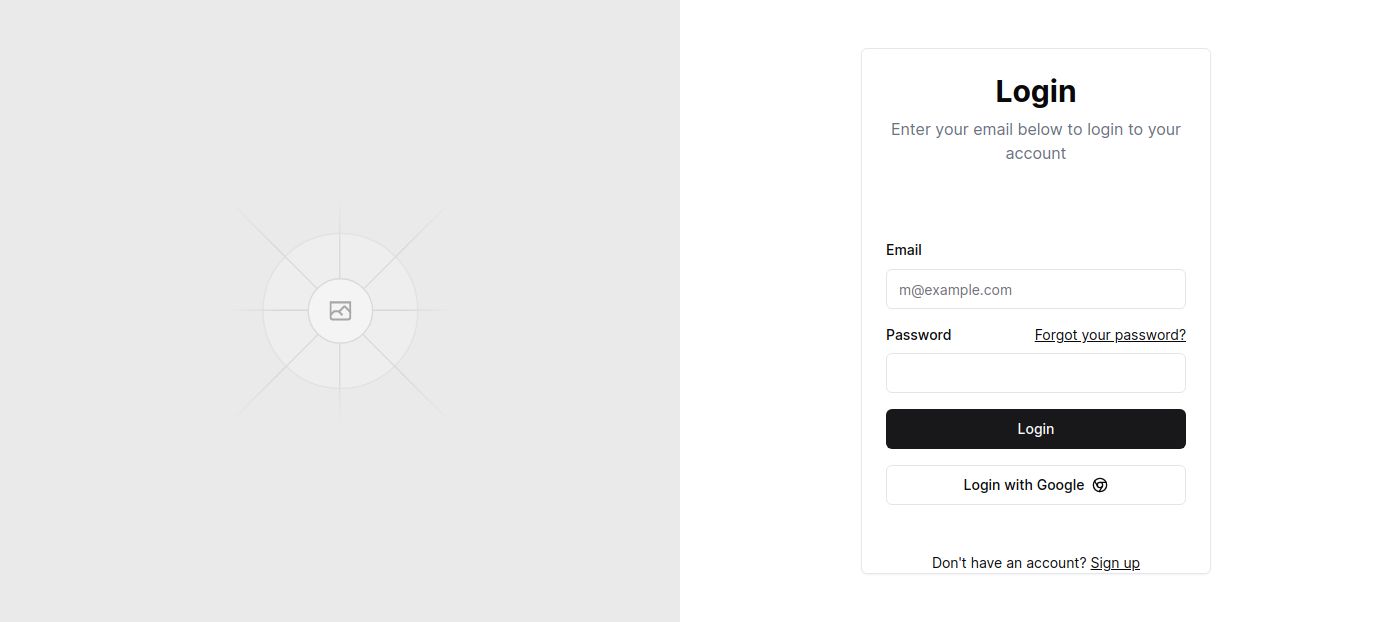 Login
Enter your email below to login to your
account
Email
m@example.com
Password Forgot your password?
Login
Login with Google
Don't have an account? Sign up